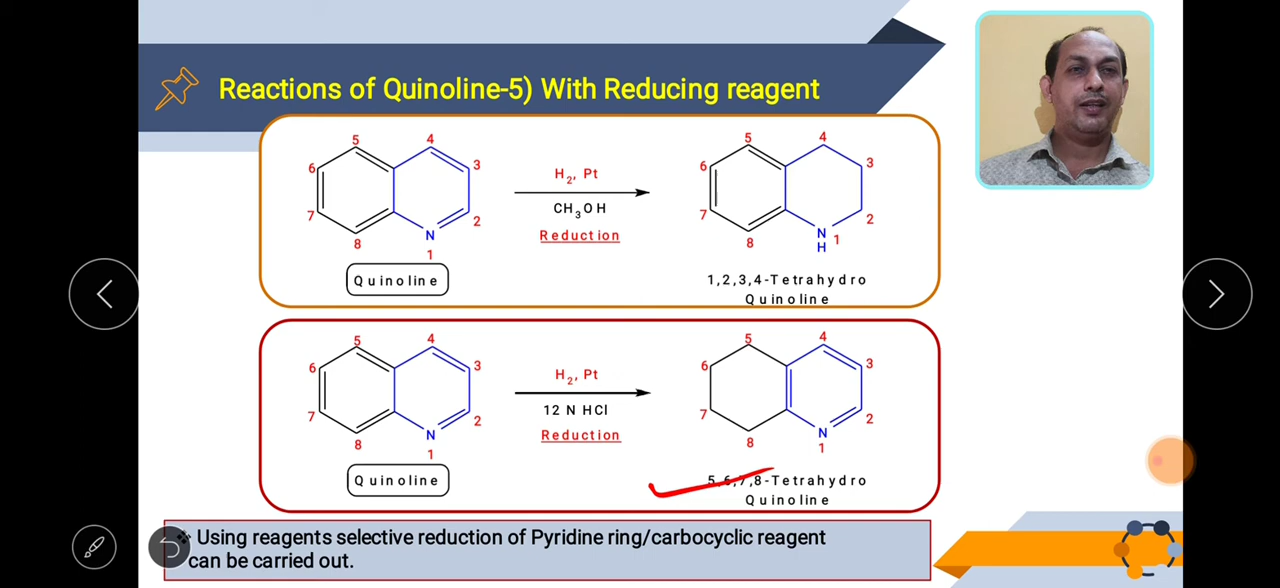 Reactions of Quinoline-5) With Reducing reagent
5
4
6
3
7
2
8
N
1
Quinoline
H₂, Pt
CH₃OH
Reduction
5
4
6
3
7
2
8
N
H
1
1,2,3,4-Tetrahydro
Quinoline
5
4
6
3
7
2
8
N
1
Quinoline
H₂, Pt
12 N HCl
Reduction
5
4
6
3
7
2
8
N
1
5,6,7,8-Tetrahydro
Quinoline
Using reagents selective reduction of Pyridine ring/carbocyclic reagent
can be carried out.